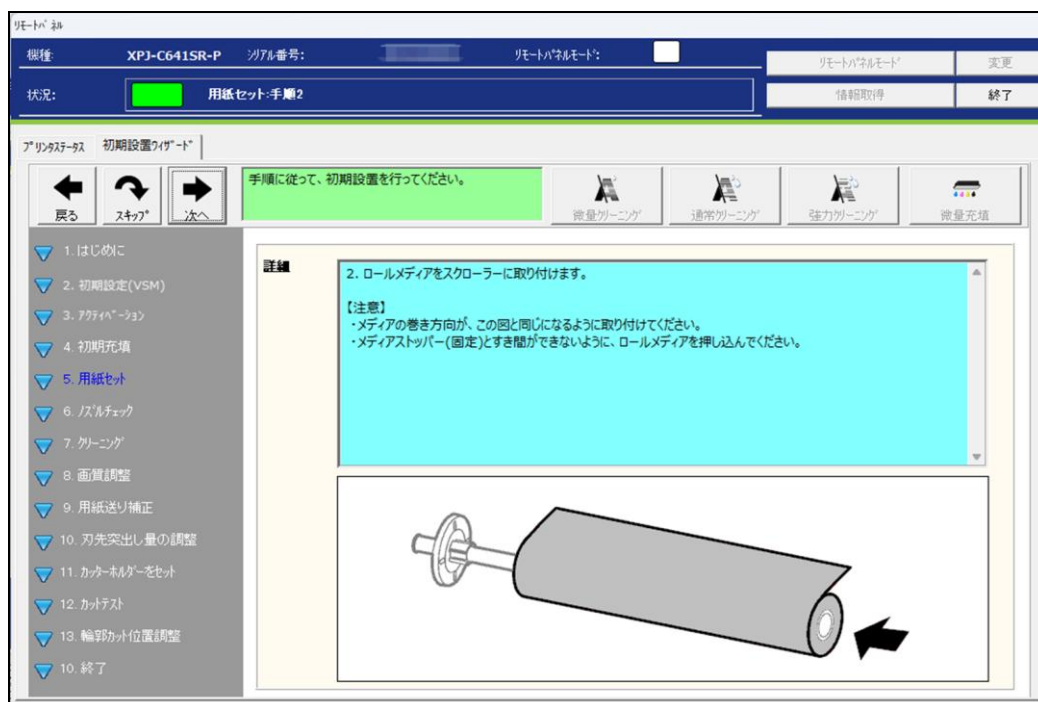 リモートパネル
機種: XPJ-C641SR-P シリアル番号: リモートパネルモード:
リモートパネルモード 変更
状況: 用紙セット:手順2
情報取得 終了
プリンタステータス 初期設置ウィザード
戻る スキップ 次へ
手順に従って、初期設置を行ってください。
微量クリーニング 通常クリーニング 強力クリーニング 微量充填
1. はじめに
2. 初期設定(VSM)
3. アクティベーション
4. 初期充填
5. 用紙セット
6. ノズルチェック
7. クリーニング
8. 画質調整
9. 用紙送り補正
10. 刃先突出し量の調整
11. カッターホルダーをセット
12. カットテスト
13. 輪郭カット位置調整
10. 終了
詳細
2. ロールメディアをスクローラーに取り付けます。
【注意】
・メディアの巻き方向が、この図と同じになるように取り付けてください。
・メディアストッパー(固定)とすき間ができないように、ロールメディアを押し込んでください。